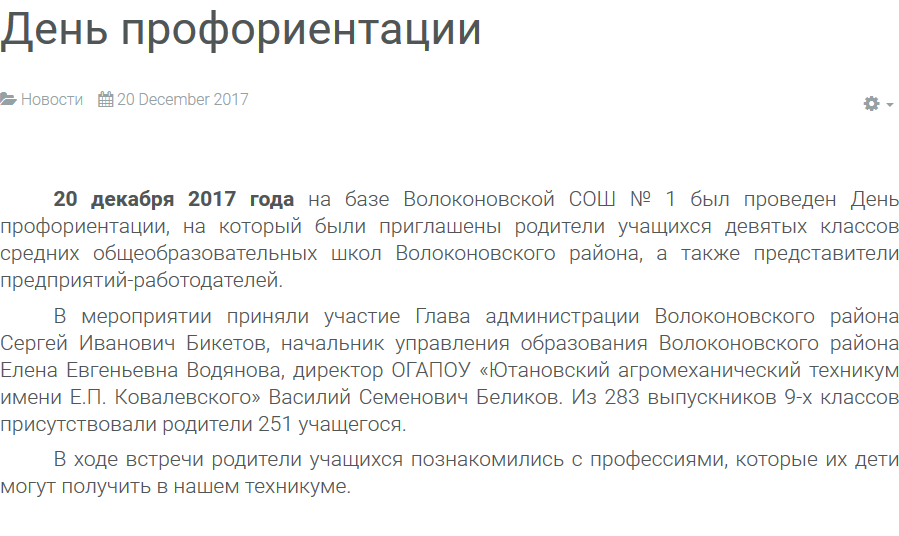 День профориентации
Новости 20 December 2017
20 декабря 2017 года на базе Волоконовской СОШ № 1 был проведен День
профориентации, на который были приглашены родители учащихся девятых классов
средних общеобразовательных школ Волоконовского района, а также представители
предприятий-работодателей.
В мероприятии приняли участие Глава администрации Волоконовского района
Сергей Иванович Бикетов, начальник управления образования Волоконовского района
Елена Евгеньевна Водянова, директор ОГАПОУ «Ютановский агромеханический техникум
имени Е.П. Ковалевского» Василий Семенович Беликов. Из 283 выпускников 9-х классов
присутствовали родители 251 учащегося.
В ходе встречи родители учащихся познакомились с профессиями, которые их дети
могут получить в нашем техникуме.